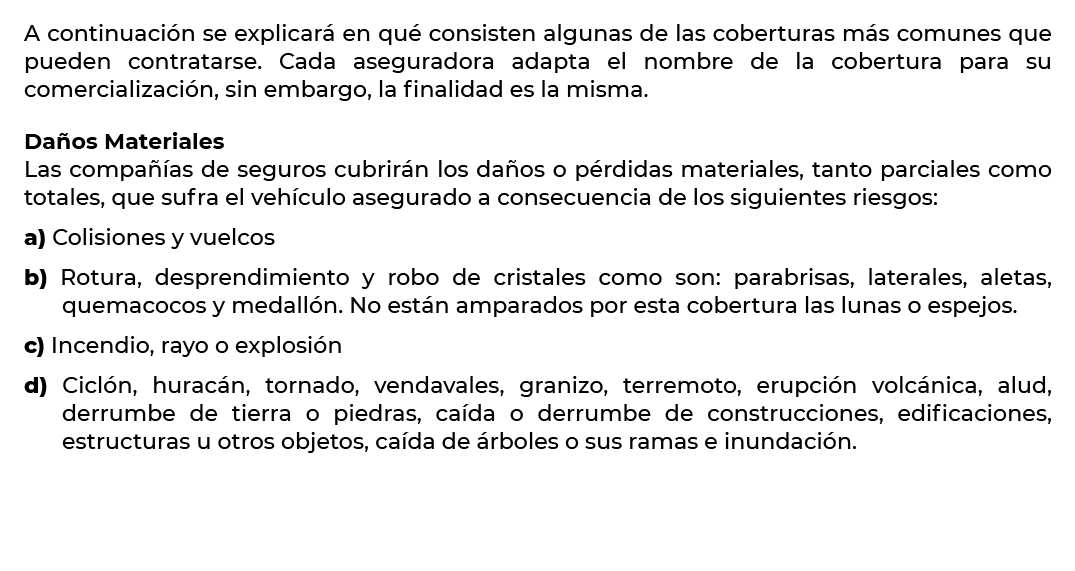 A continuación se explicará en qué consisten algunas de las coberturas más comunes que
pueden contratarse. Cada aseguradora adapta el nombre de la cobertura para su
comercialización, sin embargo, la finalidad es la misma.
Daños Materiales
Las compañías de seguros cubrirán los daños o pérdidas materiales, tanto parciales como
totales, que sufra el vehículo asegurado a consecuencia de los siguientes riesgos:
a) Colisiones y vuelcos
b) Rotura, desprendimiento y robo de cristales como son: parabrisas, laterales, aletas,
quemacocos y medallón. No están amparados por esta cobertura las lunas o espejos.
c) Incendio, rayo o explosión
d) Ciclón, huracán, tornado, vendavales, granizo, terremoto, erupción volcánica, alud,
derrumbe de tierra o piedras, caída o derrumbe de construcciones, edificaciones,
estructuras u otros objetos, caída de árboles o sus ramas e inundación.